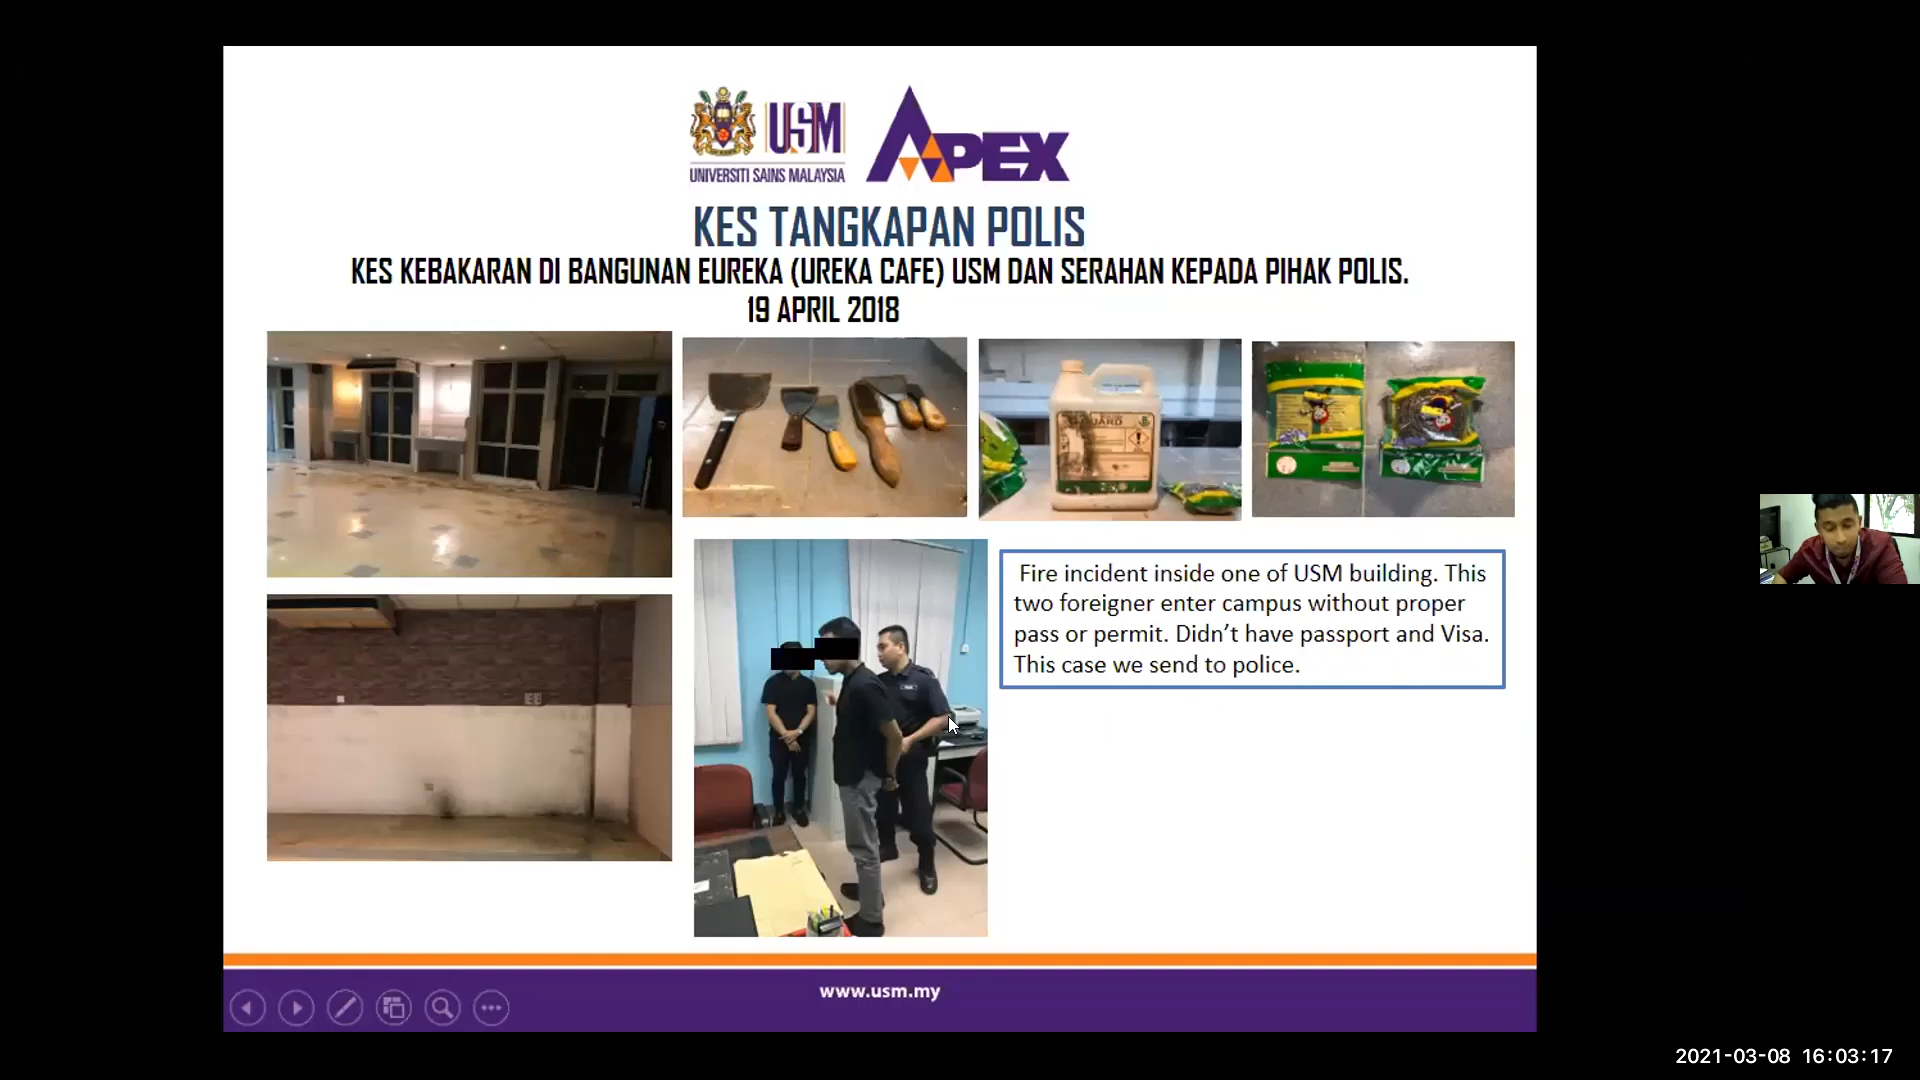 USM
UNIVERSITI SAINS MALAYSIA
APEX
KES TANGKAPAN POLIS
KES KEBAKARAN DI BANGUNAN EUREKA (UREKA CAFE) USM DAN SERAHAN KEPADA PIHAK POLIS.
19 APRIL 2018
Fire incident inside one of USM building. This
two foreigner enter campus without proper
pass or permit. Didn’t have passport and Visa.
This case we send to police.
www.usm.my
2021-03-08 16:03:17